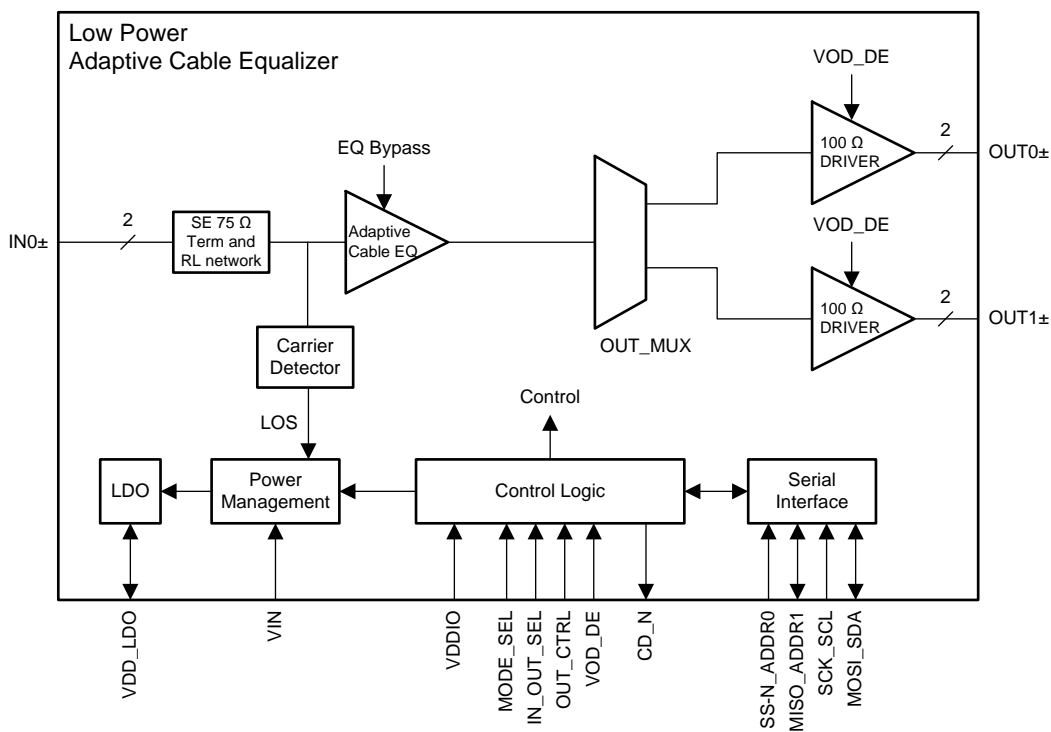 Low Power
Adaptive Cable Equalizer
VOD_DE
EQ Bypass
100 Ω
DRIVER
2
OUT0±
IN0±
2
SE 75 Ω
Term and
RL network
Adaptive
Cable EQ
VOD_DE
100 Ω
DRIVER
2
OUT1±
OUT_MUX
Carrier
Detector
LOS
Control
LDO
Power
Management
Control Logic
Serial
Interface
VDD_LDO
VIN
VDDIO
MODE_SEL
IN_OUT_SEL
OUT_CTRL
VOD_DE
CD_N
SS-N_ADDR0
MISO_ADDR1
SCK_SCL
MOSI_SDA